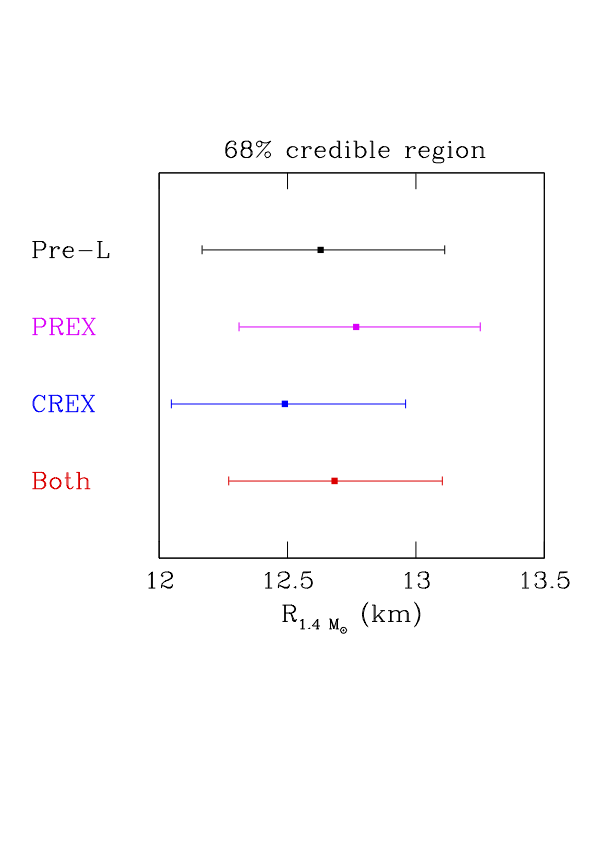 68% credible region
Pre-L
PREX
CREX
Both
12 12.5 13 13.5
R1.4 M⊙ (km)